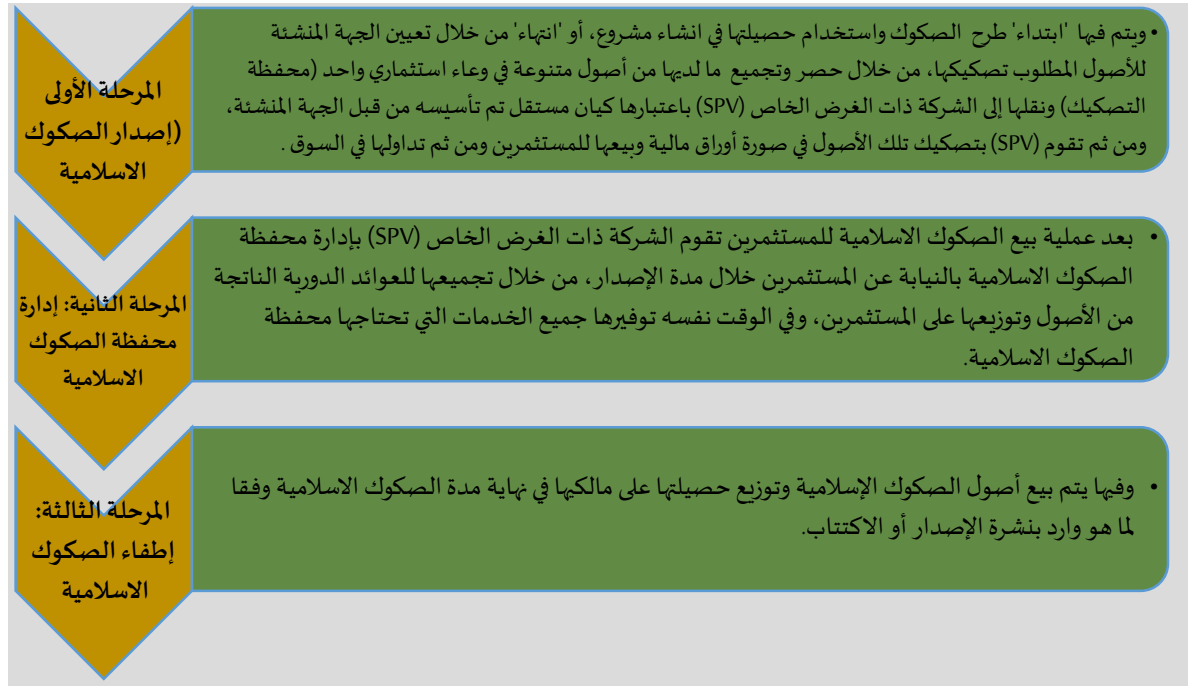 المرحلة الأولى
(إصدار الصكوك
الاسلامية
• ويتم فيها 'ابتداء' طرح الصكوك واستخدام حصيلتها في انشاء مشروع، أو 'انتهاء' من خلال تعيين الجهة المنشئة
للأصول المطلوب تصكيكها، من خلال حصر وتجميع ما لديها من أصول متنوعة في وعاء استثماري واحد (محفظة
التصكيك) ونقلها إلى الشركة ذات الغرض الخاص (SPV) باعتبارها كيان مستقل تم تأسيسه من قبل الجهة المنشئة،
ومن ثم تقوم (SPV) بتصكيك تلك الأصول في صورة أوراق مالية وبيعها للمستثمرين ومن ثم تداولها في السوق .
المرحلة الثانية: إدارة
محفظة الصكوك
الاسلامية
• بعد عملية بيع الصكوك الاسلامية للمستثمرين تقوم الشركة ذات الغرض الخاص (SPV) بإدارة محفظة
الصكوك الاسلامية بالنيابة عن المستثمرين خلال مدة الإصدار، من خلال تجميعها للعوائد الدورية الناتجة
من الأصول وتوزيعها على المستثمرين، وفي الوقت نفسه توفيرها جميع الخدمات التي تحتاجها محفظة
الصكوك الاسلامية.
المرحلة الثالثة:
إطفاء الصكوك
الاسلامية
• وفيها يتم بيع أصول الصكوك الإسلامية وتوزيع حصيلتها على مالكيها في نهاية مدة الصكوك الاسلامية وفقا
لما هو وارد بنشرة الإصدار أو الاكتتاب.